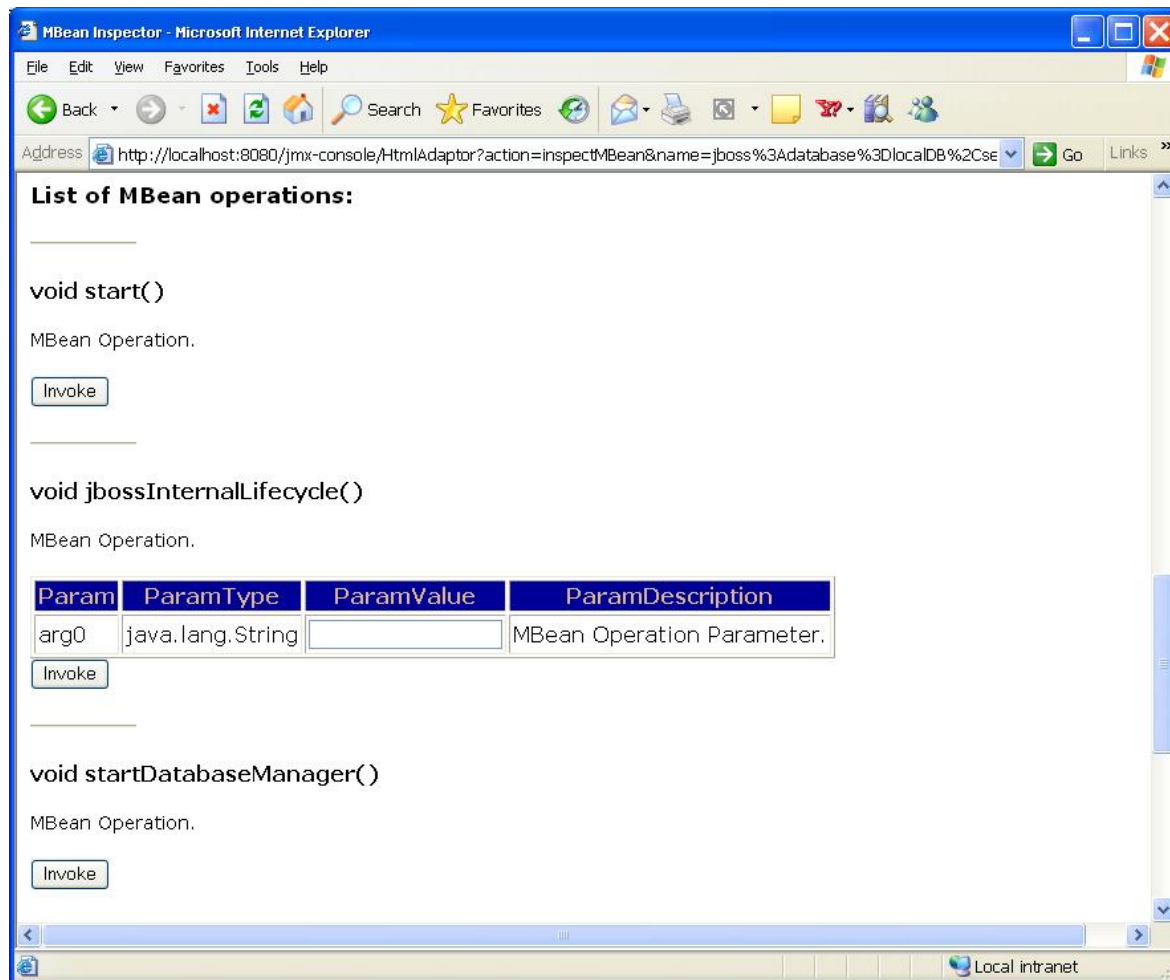 MBean Inspector - Microsoft Internet Explorer
File Edit View Favorites Tools Help
Back Search Favorites
Address http://localhost:8080/jmx-console/HtmlAdaptor?action=inspectMBean&name=jboss%3Adatabase%3DlocalDB%2Cse Go Links »
List of MBean operations:
void start()
MBean Operation.
Invoke
void jbossInternalLifecycle()
MBean Operation.
Param ParamType ParamValue ParamDescription
arg0 java.lang.String MBean Operation Parameter.
Invoke
void startDatabaseManager()
MBean Operation.
Invoke
Local intranet